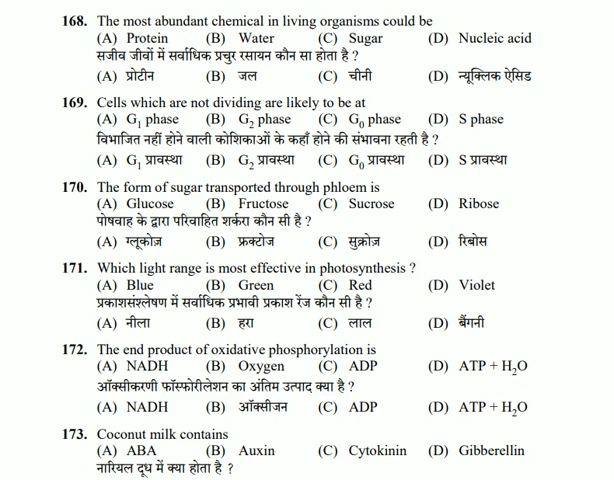 168. The most abundant chemical in living organisms could be
(A) Protein (B) Water (C) Sugar (D) Nucleic acid
सजीव जीवों में सर्वाधिक प्रचुर रसायन कौन सा होता है ?
(A) प्रोटीन (B) जल (C) चीनी (D) न्यूक्लिक ऐसिड
169. Cells which are not dividing are likely to be at
(A) G₁ phase (B) G₂ phase (C) G₀ phase (D) S phase
विभाजित नहीं होने वाली कोशिकाओं के कहाँ होने की संभावना रहती है ?
(A) G₁ प्रावस्था (B) G₂ प्रावस्था (C) G₀ प्रावस्था (D) S प्रावस्था
170. The form of sugar transported through phloem is
(A) Glucose (B) Fructose (C) Sucrose (D) Ribose
पोषवाह के द्वारा परिवाहित शर्करा कौन सी है ?
(A) ग्लूकोज़ (B) फ्रक्टोज (C) सुक्रोज़ (D) रिबोस
171. Which light range is most effective in photosynthesis ?
(A) Blue (B) Green (C) Red (D) Violet
प्रकाशसंश्लेषण में सर्वाधिक प्रभावी प्रकाश रेंज कौन सी है ?
(A) नीला (B) हरा (C) लाल (D) बैंगनी
172. The end product of oxidative phosphorylation is
(A) NADH (B) Oxygen (C) ADP (D) ATP + H₂O
ऑक्सीकरणी फॉस्फोरीलेशन का अंतिम उत्पाद क्या है ?
(A) NADH (B) ऑक्सीजन (C) ADP (D) ATP + H₂O
173. Coconut milk contains
(A) ABA (B) Auxin (C) Cytokinin (D) Gibberellin
नारियल दूध में क्या होता है ?